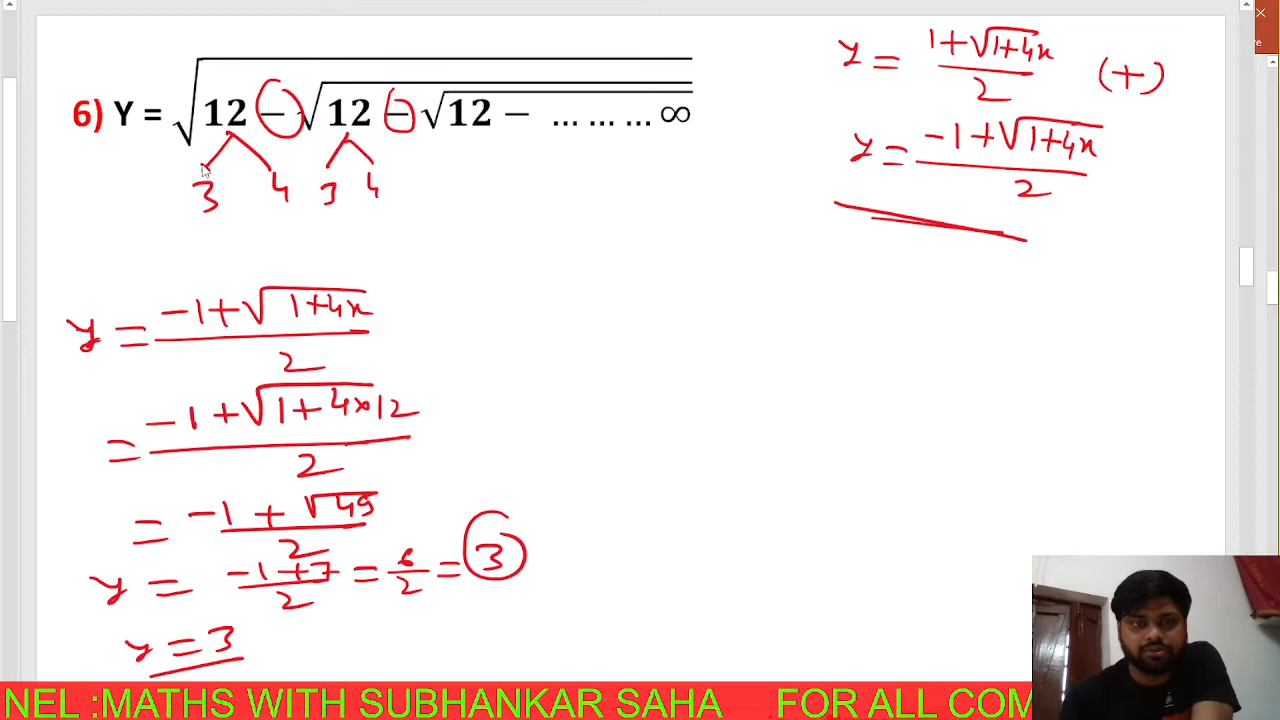 6) Y = √12 − √12 − √12 − ... ... ... ∞
3 4 3 4
y = 1+√1+4x / 2 (+)
y = -1+√1+4x / 2
y = -1+√1+4x / 2
= -1+√1+4×12 / 2
= -1+√49 / 2
y = -1+7 / 2 = 6/2 = 3
y = 3
NEL :MATHS WITH SUBHANKAR SAHA FOR ALL COM